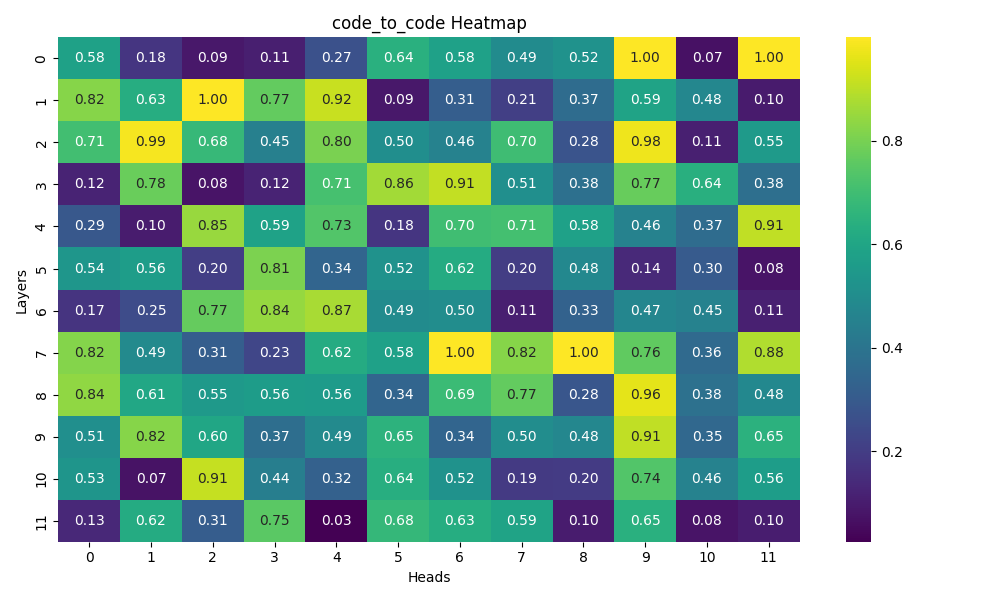 code_to_code Heatmap
0 0.58 0.18 0.09 0.11 0.27 0.64 0.58 0.49 0.52 1.00 0.07 1.00
1 0.82 0.63 1.00 0.77 0.92 0.09 0.31 0.21 0.37 0.59 0.48 0.10
2 0.71 0.99 0.68 0.45 0.80 0.50 0.46 0.70 0.28 0.98 0.11 0.55
0.8
3 0.12 0.78 0.08 0.12 0.71 0.86 0.91 0.51 0.38 0.77 0.64 0.38
4 0.29 0.10 0.85 0.59 0.73 0.18 0.70 0.71 0.58 0.46 0.37 0.91
0.6
5 0.54 0.56 0.20 0.81 0.34 0.52 0.62 0.20 0.48 0.14 0.30 0.08
Layers
6 0.17 0.25 0.77 0.84 0.87 0.49 0.50 0.11 0.33 0.47 0.45 0.11
0.4
7 0.82 0.49 0.31 0.23 0.62 0.58 1.00 0.82 1.00 0.76 0.36 0.88
8 0.84 0.61 0.55 0.56 0.56 0.34 0.69 0.77 0.28 0.96 0.38 0.48
9 0.51 0.82 0.60 0.37 0.49 0.65 0.34 0.50 0.48 0.91 0.35 0.65
0.2
10 0.53 0.07 0.91 0.44 0.32 0.64 0.52 0.19 0.20 0.74 0.46 0.56
11 0.13 0.62 0.31 0.75 0.03 0.68 0.63 0.59 0.10 0.65 0.08 0.10
0 1 2 3 4 5 6 7 8 9 10 11
Heads